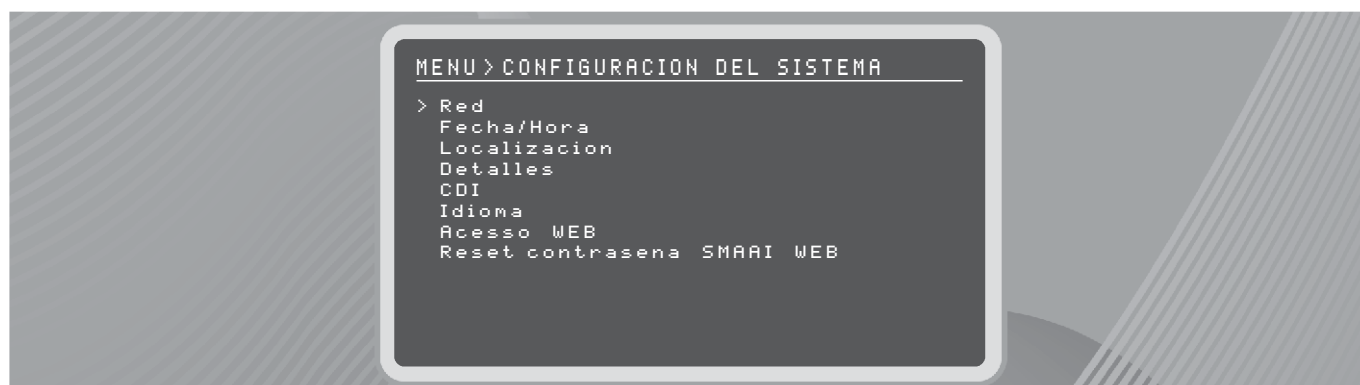 MENU > CONFIGURACION DEL SISTEMA
> Red
Fecha/Hora
Localizacion
Detalles
CDI
Idioma
Acesso WEB
Reset contrasena SMAAI WEB